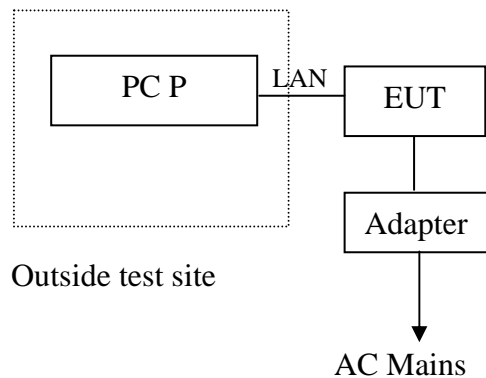 PC P
LAN
EUT
Adapter
Outside test site
AC Mains